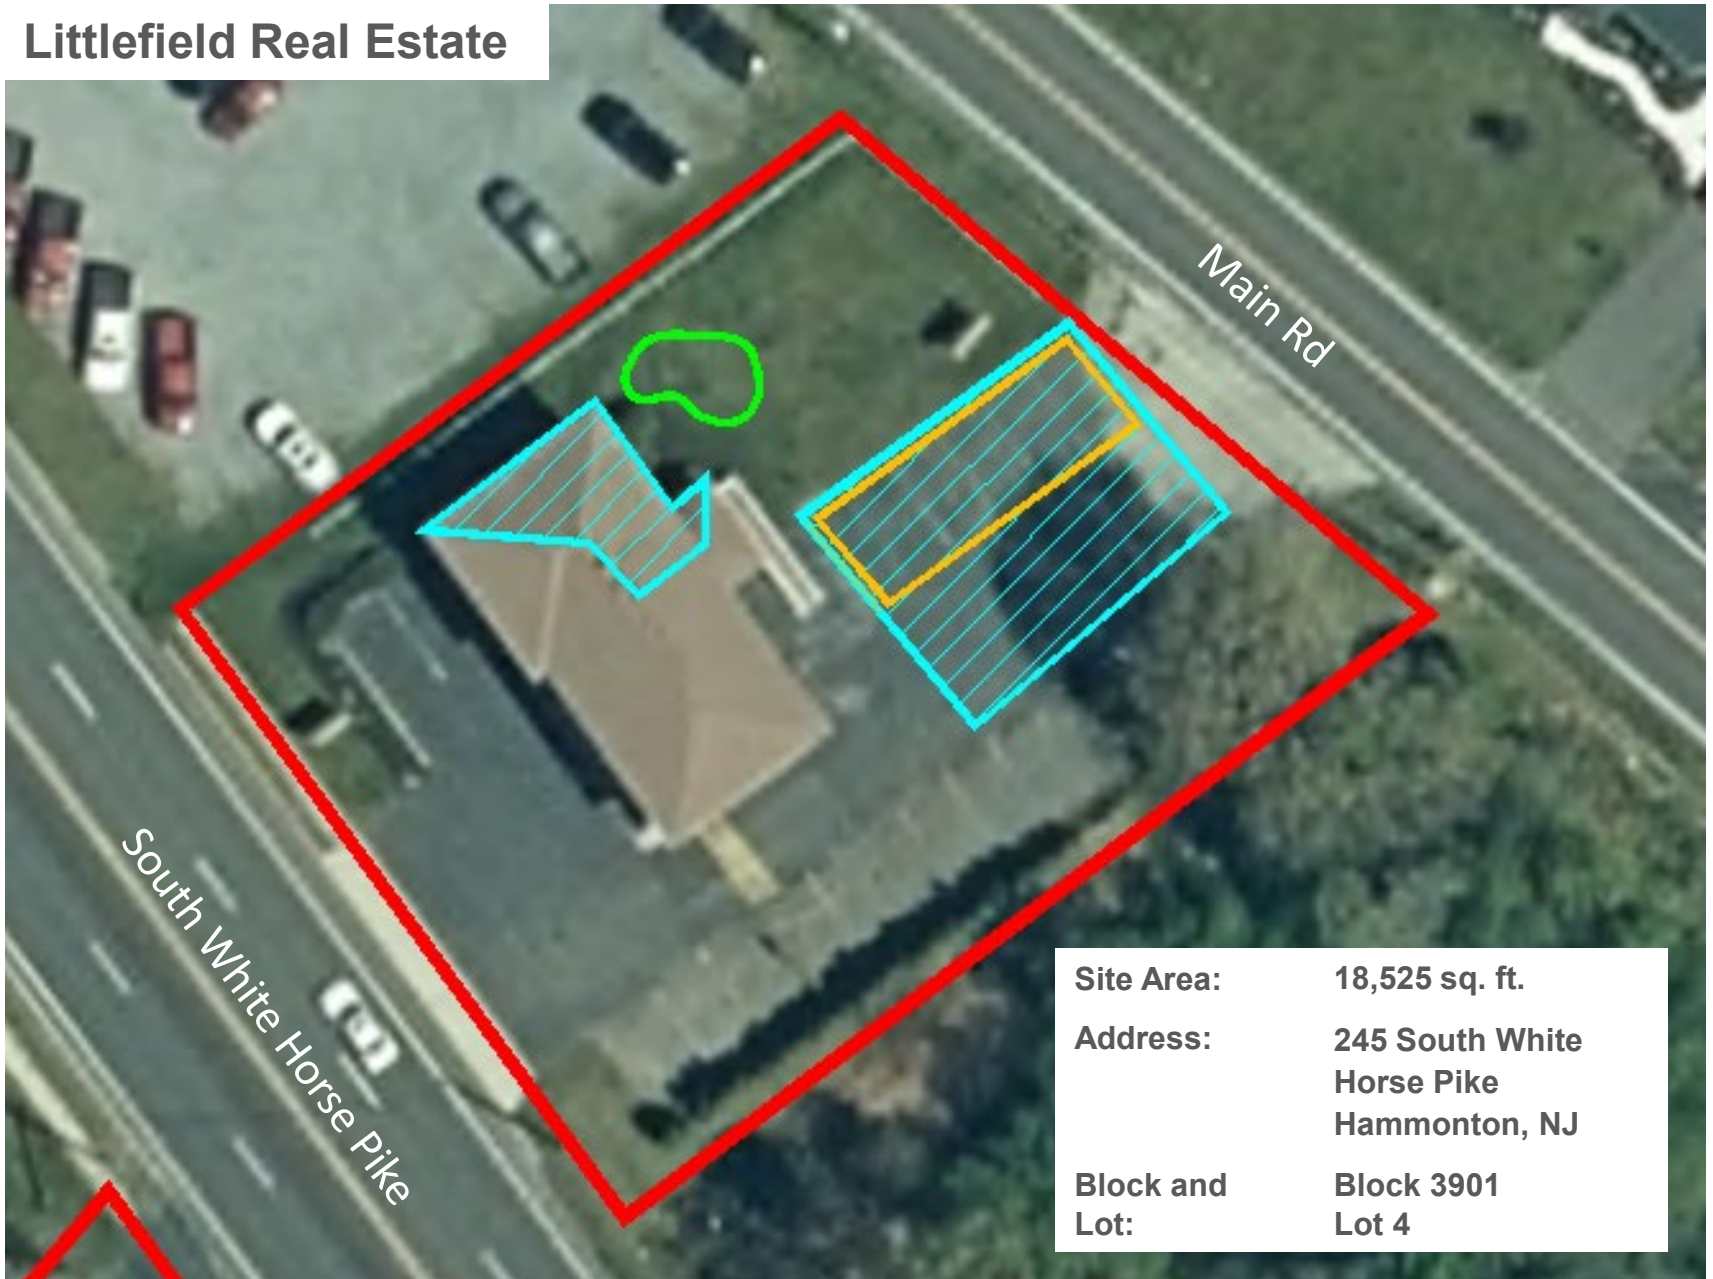 Littlefield Real Estate
Main Rd
South White Horse Pike
Site Area: 18,525 sq. ft.
Address: 245 South White
Horse Pike
Hammonton, NJ
Block and Block 3901
Lot: Lot 4